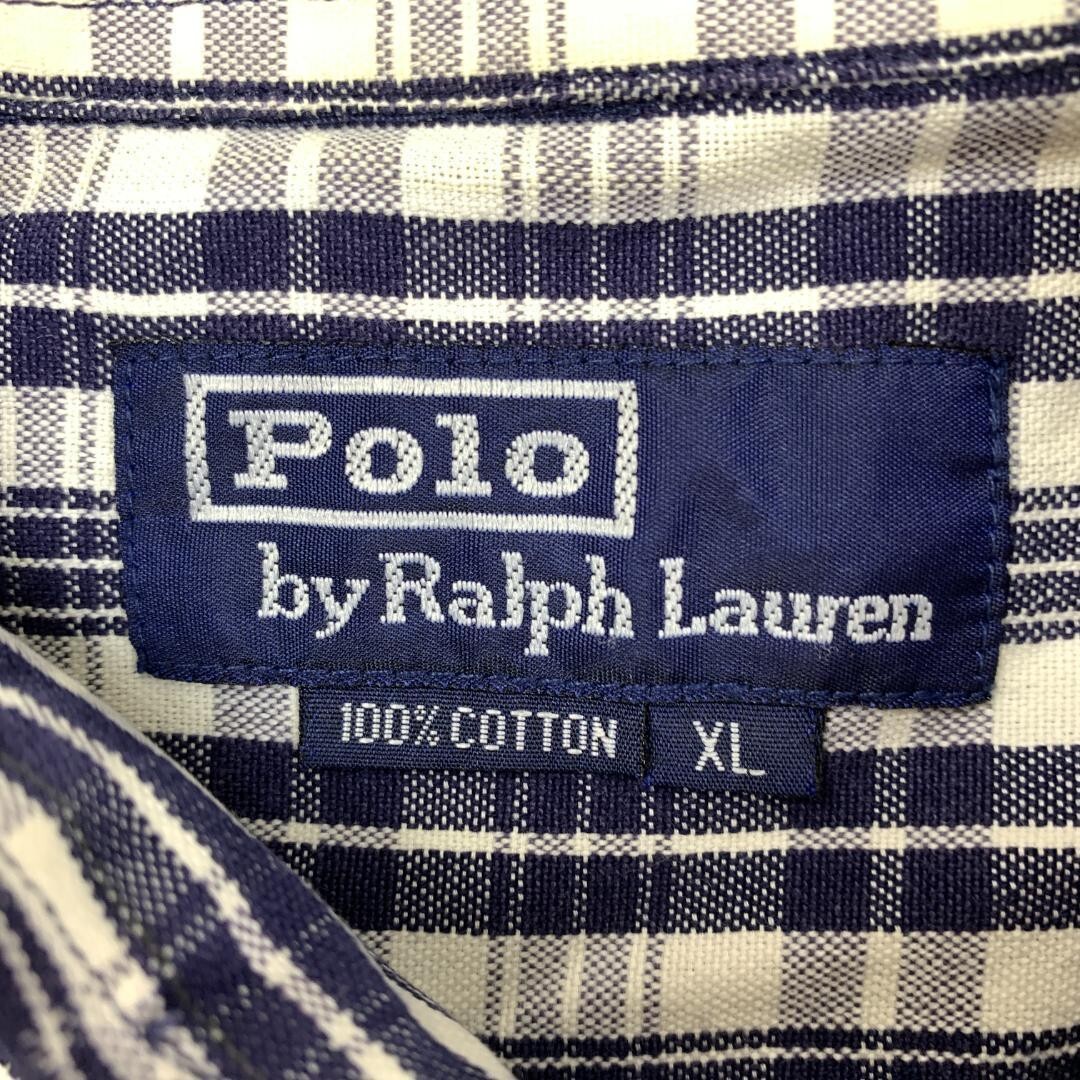 Polo
by Ralph Lauren
100% COTTON XL